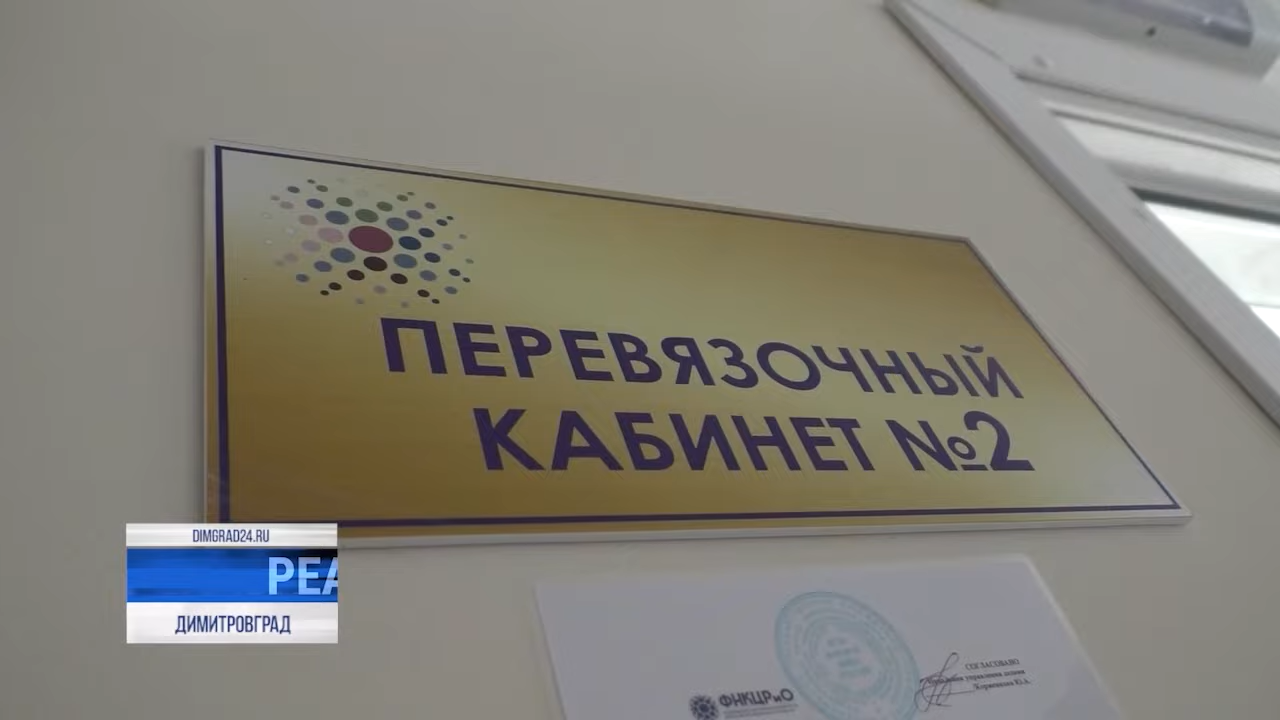 ПЕРЕВЯЗОЧНЫЙ
КАБИНЕТ №2
DIMGRAD24.RU
РЕА
ДИМИТРОВГРАД
ФНКЦРиО
СОГЛАСОВАНО